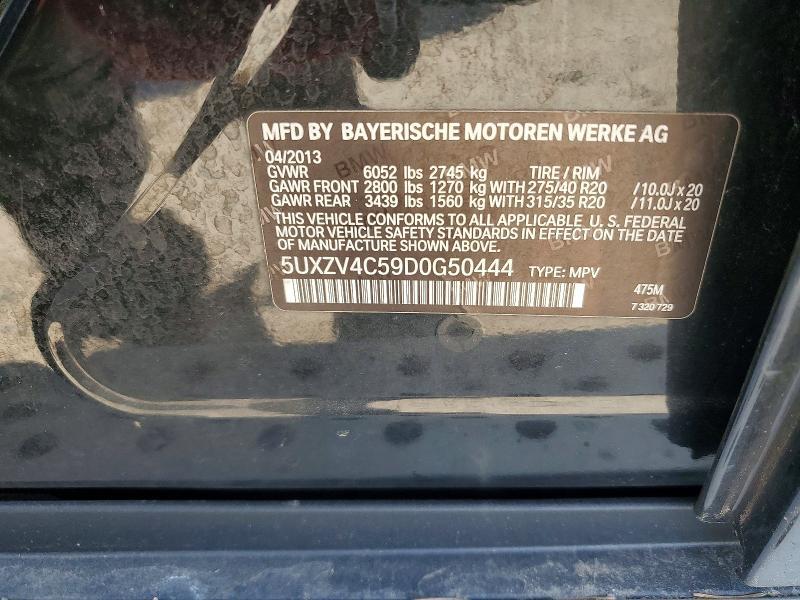 MFD BY BAYERISCHE MOTOREN WERKE AG
04/2013
GVWR 6052 lbs 2745 kg TIRE / RIM
GAWR FRONT 2800 lbs 1270 kg WITH 275/40 R20 /10.0J x 20
GAWR REAR 3439 lbs 1560 kg WITH 315/35 R20 /11.0J x 20
THIS VEHICLE CONFORMS TO ALL APPLICABLE U. S. FEDERAL
MOTOR VEHICLE SAFETY STANDARDS IN EFFECT ON THE DATE
OF MANUFACTURE SHOWN ABOVE.
5UXZV4C59D0G50444 TYPE: MPV
475M
7 320 729